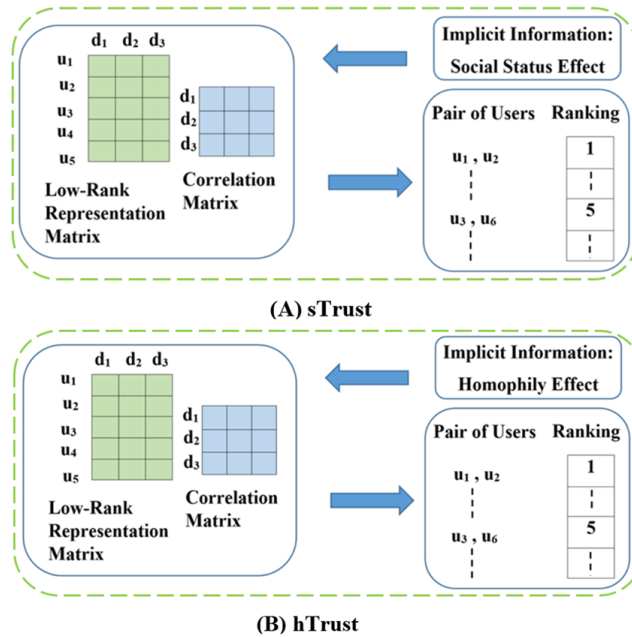 d1 d2 d3
u1
u2
u3
u4
u5
Low-Rank
Representation
Matrix
d1
d2
d3
Correlation
Matrix
Implicit Information:
Social Status Effect
Pair of Users Ranking
u1 , u2 1
u3 , u6 5
(A) sTrust
d1 d2 d3
u1
u2
u3
u4
u5
Low-Rank
Representation
Matrix
d1
d2
d3
Correlation
Matrix
Implicit Information:
Homophily Effect
Pair of Users Ranking
u1 , u2 1
u3 , u6 5
(B) hTrust